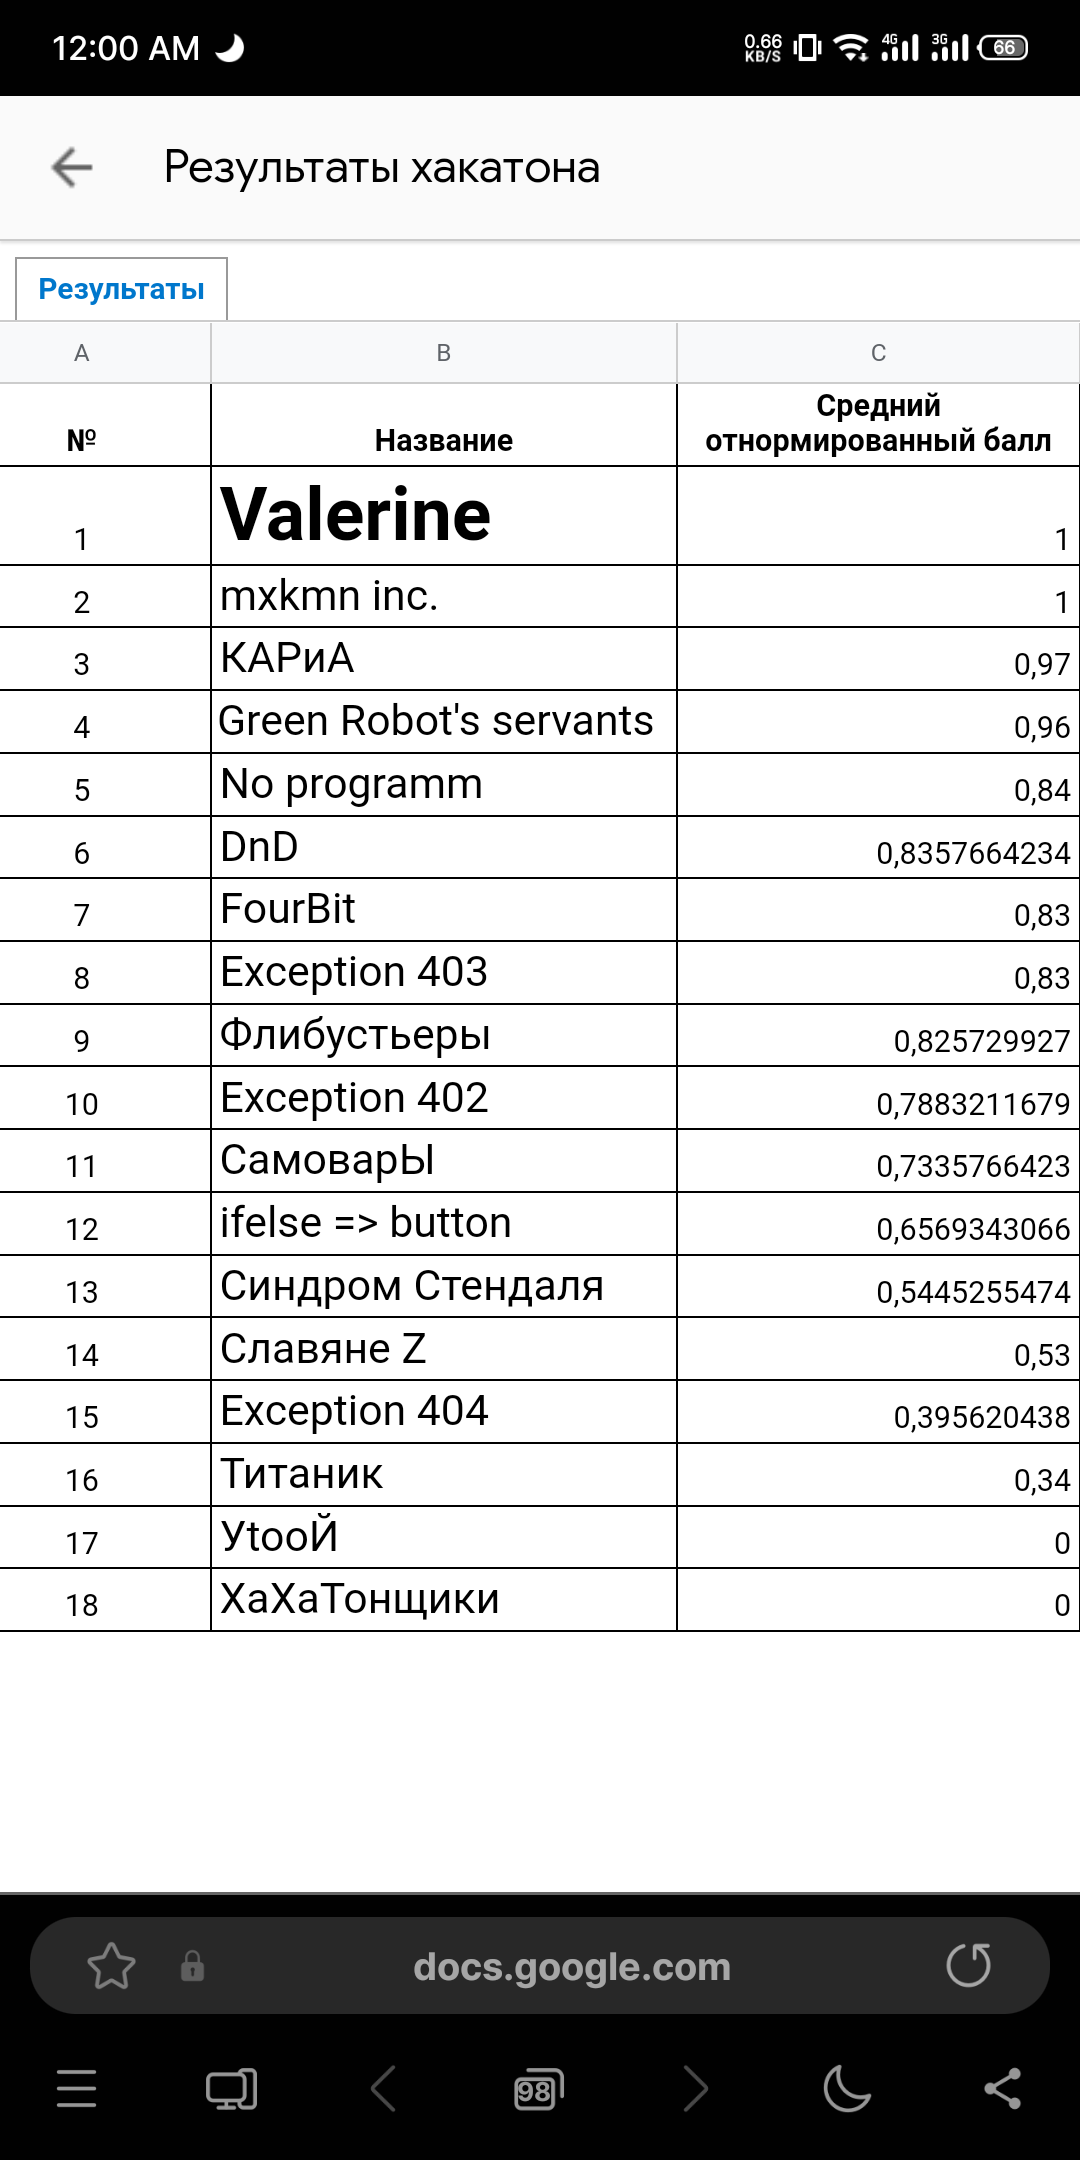 12:00 AM 0.66 KB/S 4G 3G 66
Результаты хакатона
Результаты
A B C
№ Название Средний отнормированный балл
1 Valerine 1
2 mxkmn inc. 1
3 КАРиА 0,97
4 Green Robot's servants 0,96
5 No programm 0,84
6 DnD 0,8357664234
7 FourBit 0,83
8 Exception 403 0,83
9 Флибустьеры 0,825729927
10 Exception 402 0,7883211679
11 СамоварЫ 0,7335766423
12 ifelse => button 0,6569343066
13 Синдром Стендаля 0,5445255474
14 Славяне Z 0,53
15 Exception 404 0,395620438
16 Титаник 0,34
17 УtooЙ 0
18 ХаХаТонщики 0
docs.google.com
98